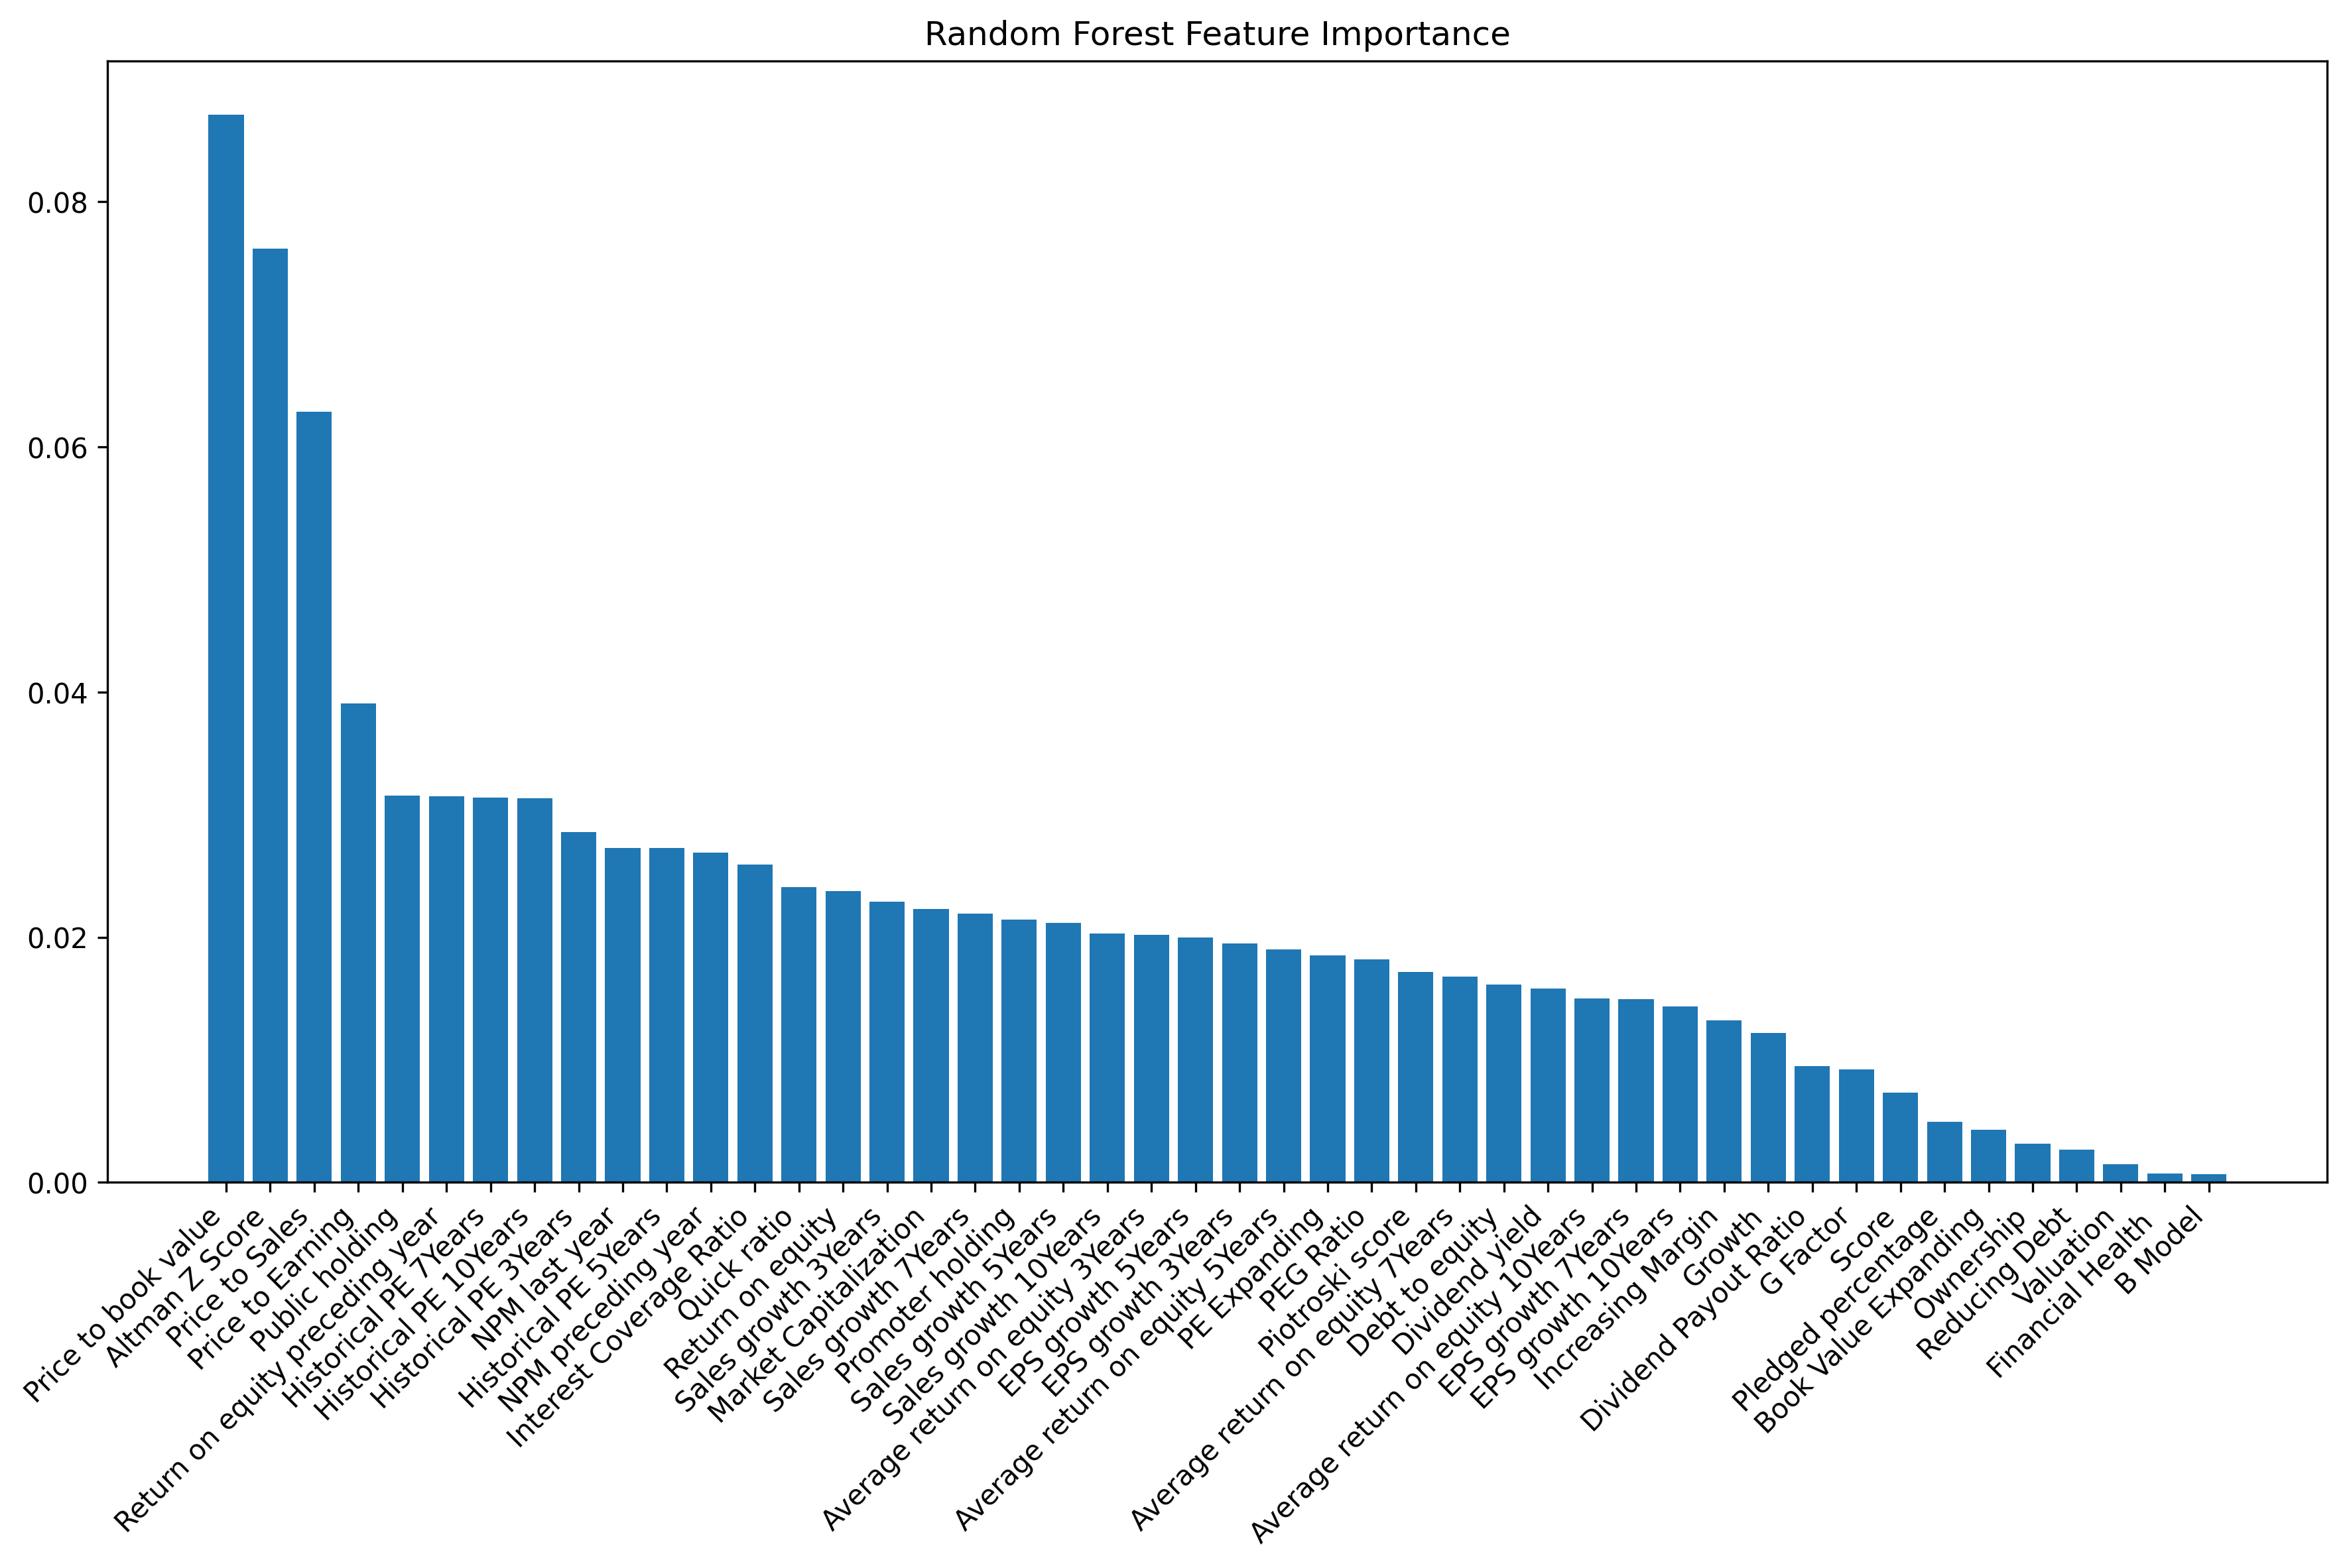 Random Forest Feature Importance
0.08
0.06
0.04
0.02
0.00
Price to book value
Altman Z Score
Price to Sales
Price to Earning
Public holding
Return on equity preceding year
Historical PE 7Years
Historical PE 10Years
Historical PE 3Years
NPM last year
Historical PE 5Years
NPM preceding year
Interest Coverage Ratio
Quick ratio
Return on equity
Sales growth 3Years
Market Capitalization
Sales growth 7Years
Promoter holding
Sales growth 5Years
Sales growth 10Years
Average return on equity 3Years
EPS growth 5Years
EPS growth 3Years
Average return on equity 5Years
PE Expanding
PEG Ratio
Piotroski score
Average return on equity 7Years
Debt to equity
Dividend yield
Average return on equity 10Years
EPS growth 7Years
EPS growth 10Years
Increasing Margin
Growth
Dividend Payout Ratio
G Factor
Score
Pledged percentage
Book Value Expanding
Ownership
Reducing Debt
Valuation
Financial Health
B Model